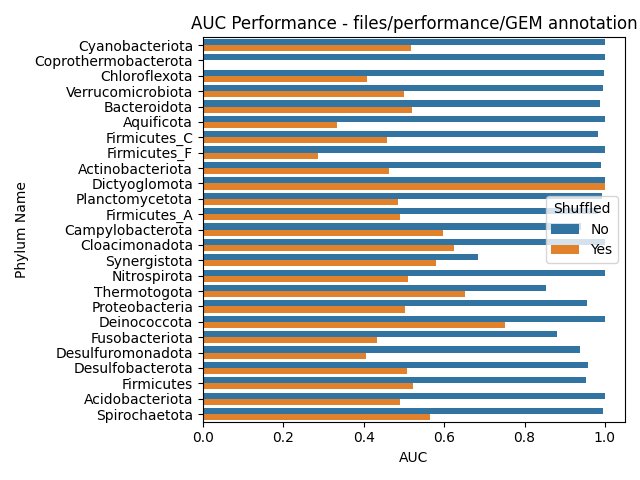 AUC Performance - files/performance/GEM annotation
Cyanobacteriota
Coprothermobacterota
Chloroflexota
Verrucomicrobiota
Bacteroidota
Aquificota
Firmicutes_C
Firmicutes_F
Actinobacteriota
Dictyoglomota
Planctomycetota
Firmicutes_A
Campylobacterota
Cloacimonadota
Synergistota
Nitrospirota
Thermotogota
Proteobacteria
Deinococcota
Fusobacteriota
Desulfuromonadota
Desulfobacterota
Firmicutes
Acidobacteriota
Spirochaetota
Phylum Name
Shuffled
No
Yes
0.0 0.2 0.4 0.6 0.8 1.0
AUC